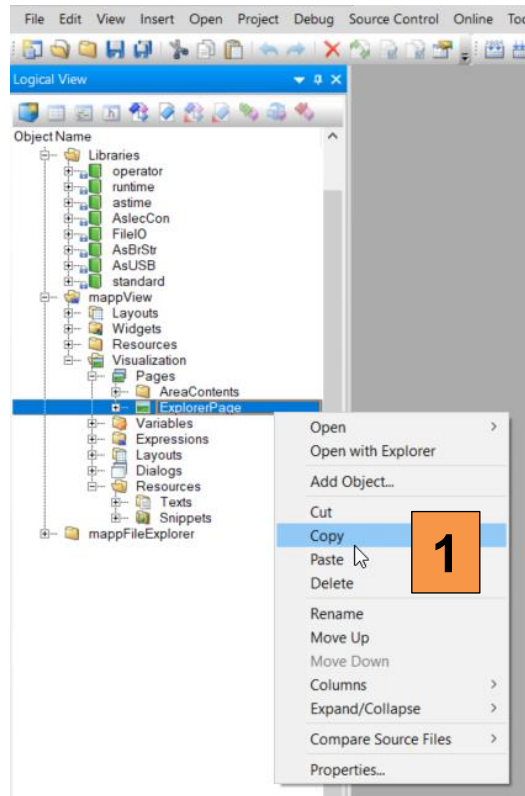 File Edit View Insert Open Project Debug Source Control Online Too
Logical View
Object Name
Libraries
operator
runtime
astime
AsIecCon
FileIO
AsBrStr
AsUSB
standard
mappView
Layouts
Widgets
Resources
Visualization
Pages
AreaContents
ExplorerPage
Variables
Expressions
Layouts
Dialogs
Resources
Texts
Snippets
mappFileExplorer
Open
Open with Explorer
Add Object...
Cut
Copy
Paste
Delete
Rename
Move Up
Move Down
Columns
Expand/Collapse
Compare Source Files
Properties...
1